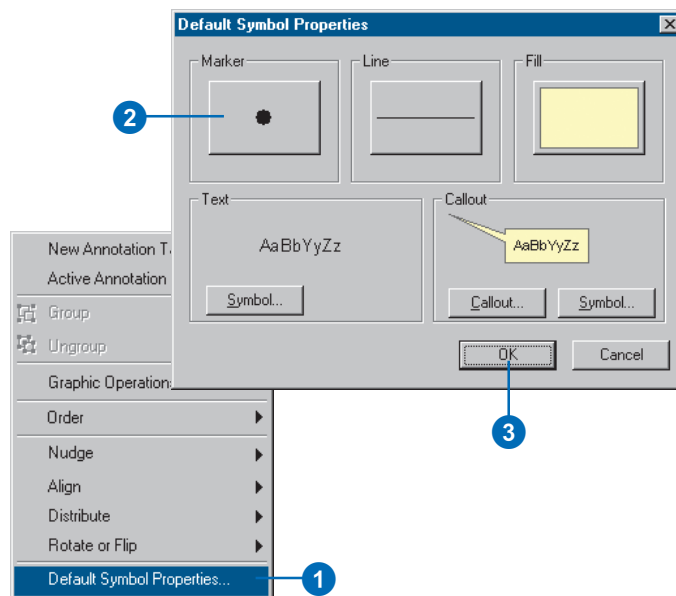 Default Symbol Properties
Marker
Line
Fill
2
Text
AaBbYyZz
Symbol...
Callout
AaBbYyZz
Callout...
Symbol...
OK
Cancel
3
New Annotation T
Active Annotation
Group
Ungroup
Graphic Operation
Order
Nudge
Align
Distribute
Rotate or Flip
Default Symbol Properties...
1